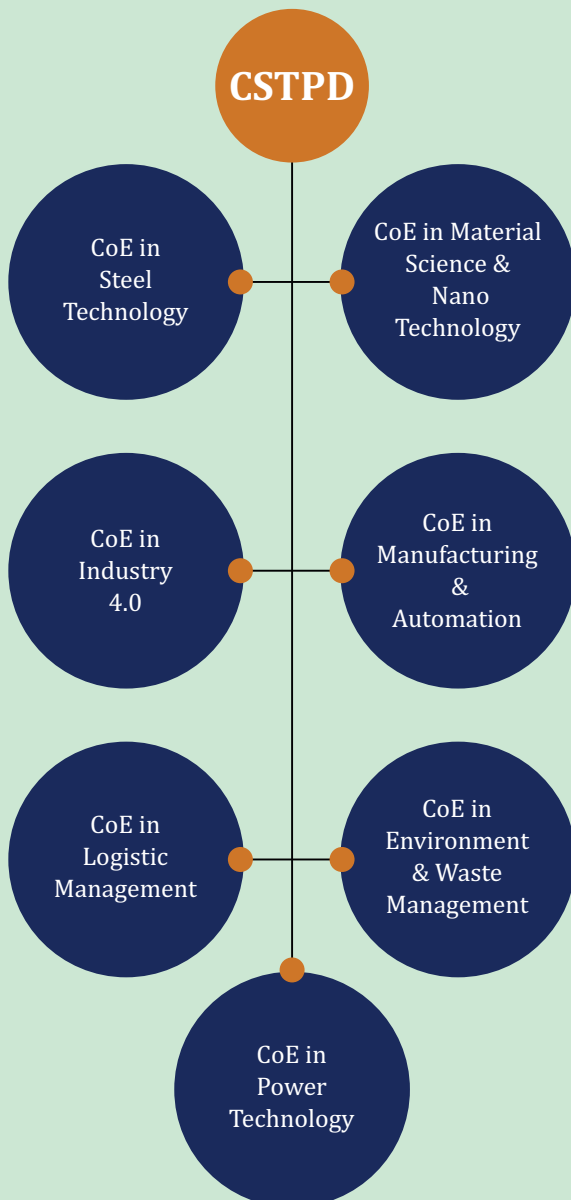 CSTPD
CoE in
Steel
Technology
CoE in Material
Science &
Nano
Technology
CoE in
Industry
4.0
CoE in
Manufacturing
&
Automation
CoE in
Logistic
Management
CoE in
Environment
& Waste
Management
CoE in
Power
Technology